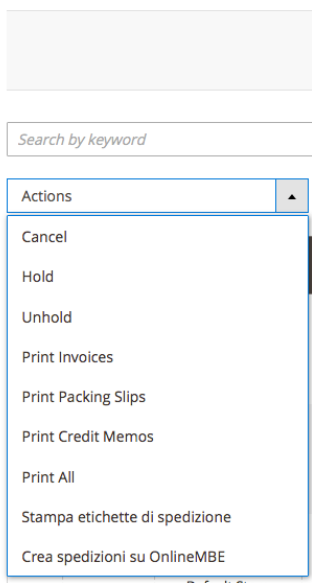 Search by keyword
Actions
Cancel
Hold
Unhold
Print Invoices
Print Packing Slips
Print Credit Memos
Print All
Stampa etichette di spedizione
Crea spedizioni su OnlineMBE